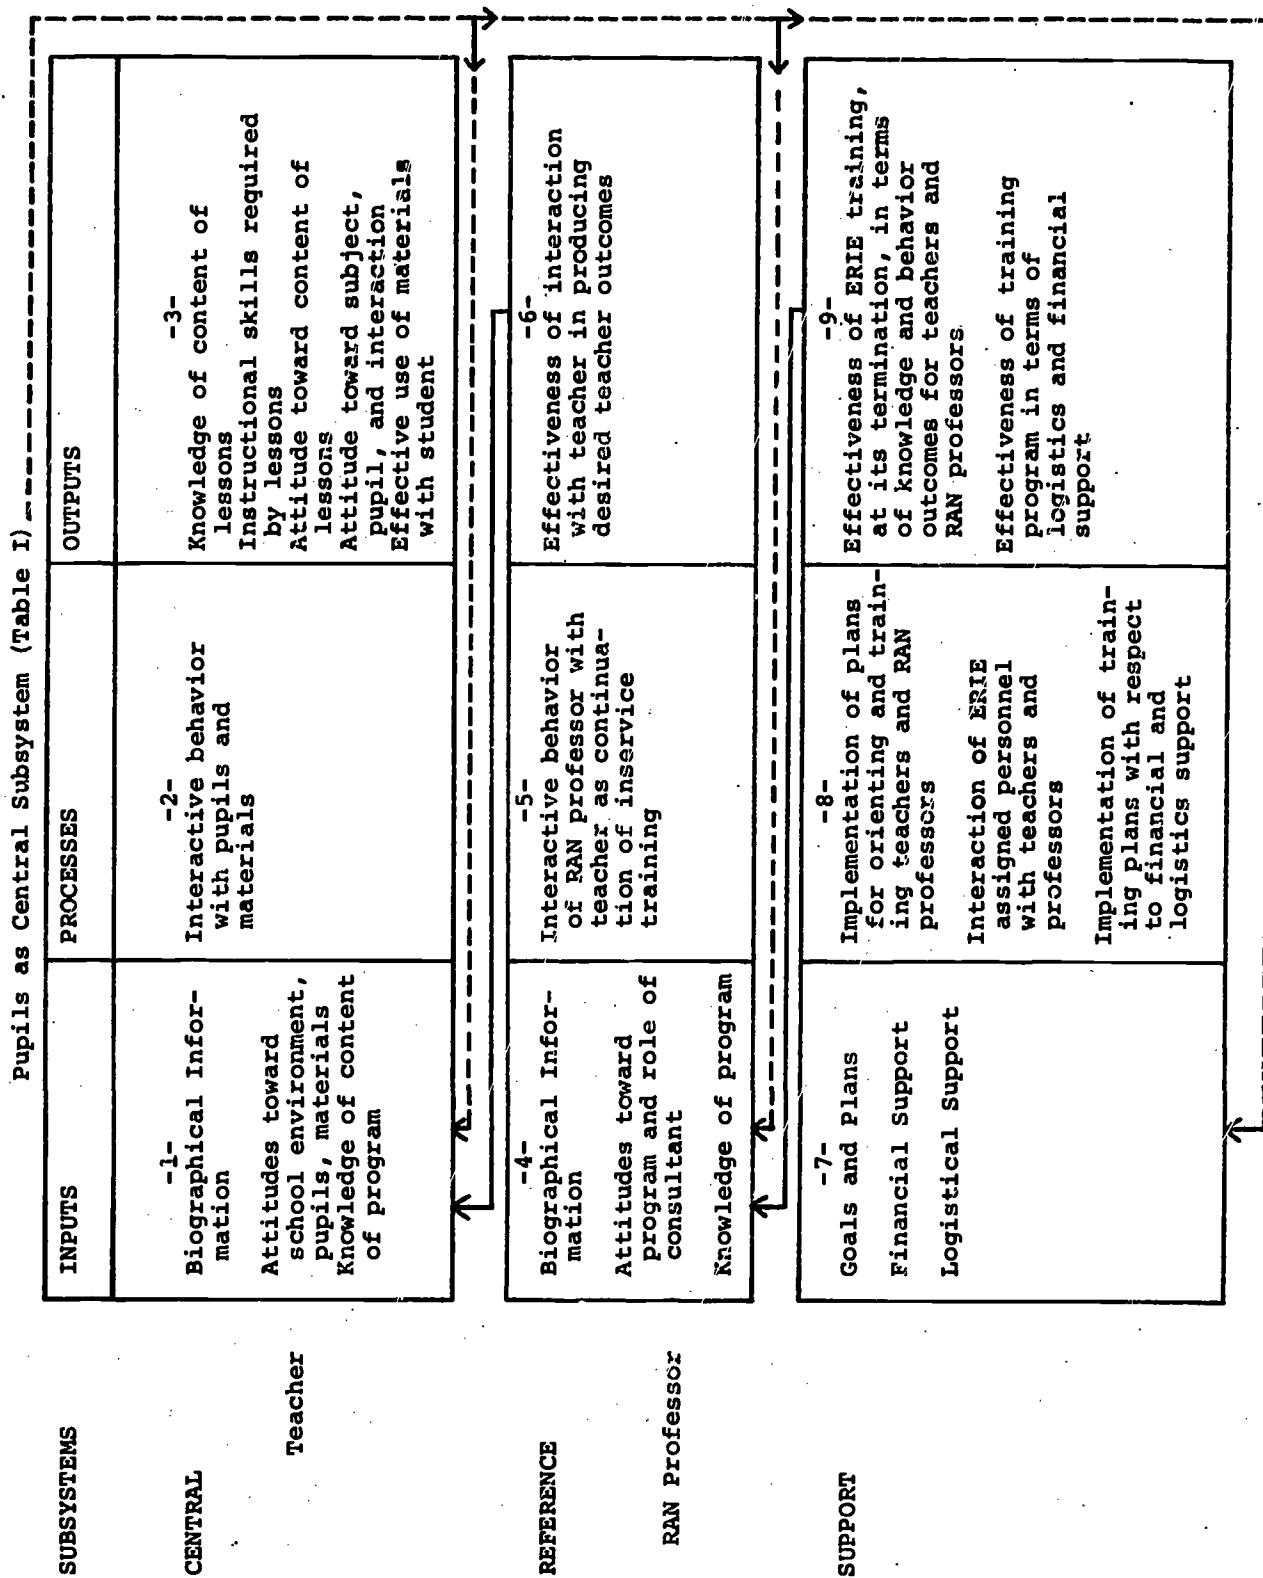 Pupils as Central Subsystem (Table I)
SUBSYSTEMS
INPUTS
PROCESSES
OUTPUTS
CENTRAL
Teacher
-1-
Biographical Infor-
mation
Attitudes toward
school environment,
pupils, materials
Knowledge of content
of program
-2-
Interactive behavior
with pupils and
materials
-3-
Knowledge of content of
lessons
Instructional skills required
by lessons
Attitude toward content of
lessons
Attitude toward subject,
pupil, and interaction
Effective use of materials
with student
REFERENCE
RAN Professor
-4-
Biographical Infor-
mation
Attitudes toward
program and role of
consultant
Knowledge of program
-5-
Interactive behavior
of RAN professor with
teacher as continua-
tion of inservice
training
-6-
Effectiveness of interaction
with teacher in producing
desired teacher outcomes
SUPPORT
-7-
Goals and Plans
Financial Support
Logistical Support
-8-
Implementation of plans
for orienting and train-
ing teachers and RAN
professors
Interaction of ERIE
assigned personnel
with teachers and
professors
Implementation of train-
ing plans with respect
to financial and
logistics support
-9-
Effectiveness of ERIE training,
at its termination, in terms
of knowledge and behavior
outcomes for teachers and
RAN professors
Effectiveness of training
program in terms of
logistics and financial
support